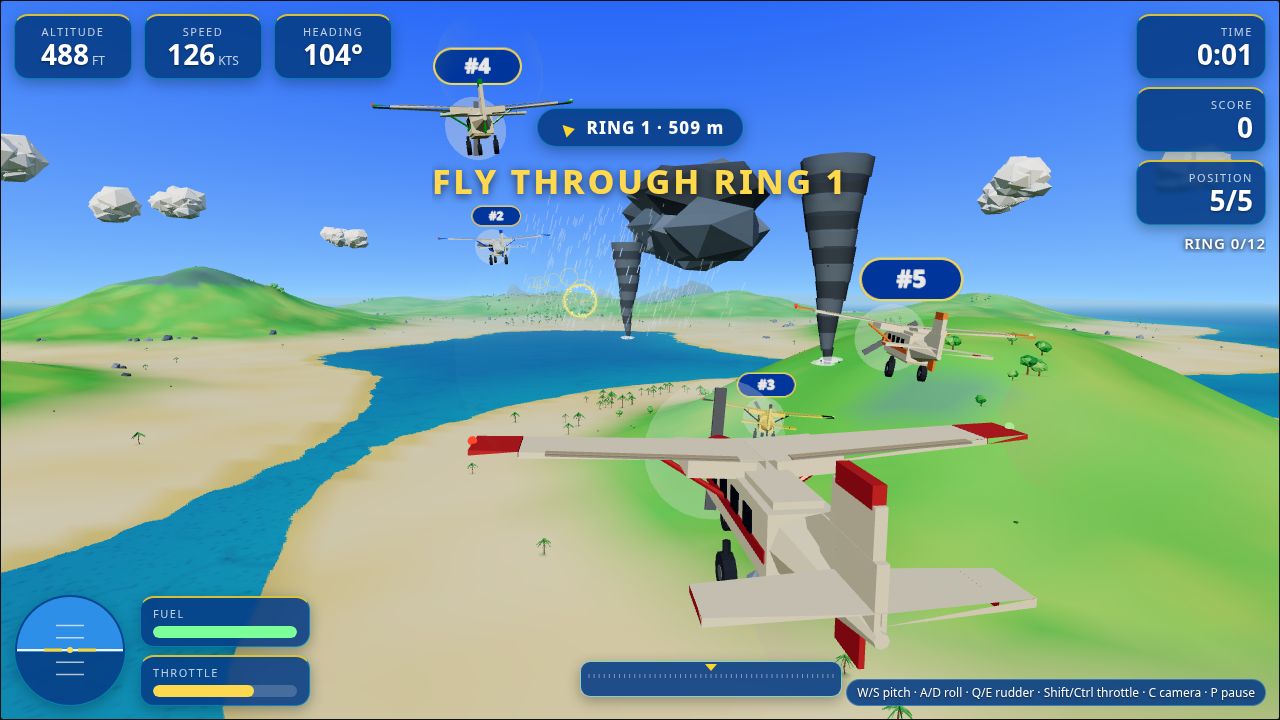 ALTITUDE
488 FT
SPEED
126 KTS
HEADING
104°
#4
RING 1 · 509 m
FLY THROUGH RING 1
TIME
0:01
SCORE
0
POSITION
5/5
RING 0/12
#2
#5
#3
FUEL
THROTTLE
W/S pitch · A/D roll · Q/E rudder · Shift/Ctrl throttle · C camera · P pause